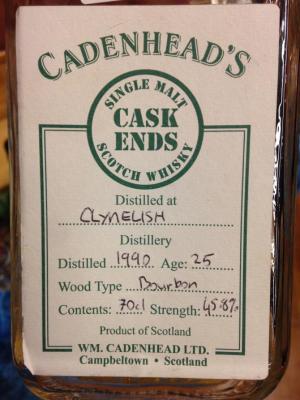 CADENHEAD'S
SINGLE MALT
CASK
ENDS
SCOTCH WHISKY
Distilled at
CLYNELISH
Distillery
Distilled 1990 Age: 25
Wood Type Bourbon
Contents: 70cl Strength: 45.8%
Product of Scotland
WM. CADENHEAD LTD.
Campbeltown • Scotland